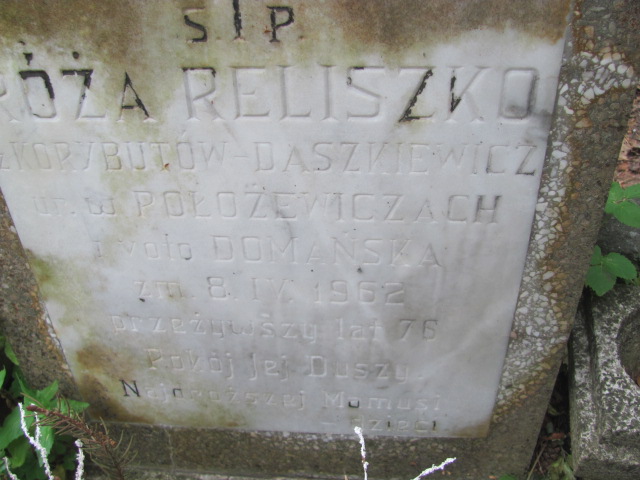 Ś.†P.
RÓŻA RELISZKO
z KORYBUTÓW-DASZKIEWICZ
ur. w POŁOŻEWICZACH
I voto DOMAŃSKA
zm. 8. IV. 1962
przeżywszy lat 76
Pokój Jej Duszy.
Najdroższej Mamusi
- dzieci